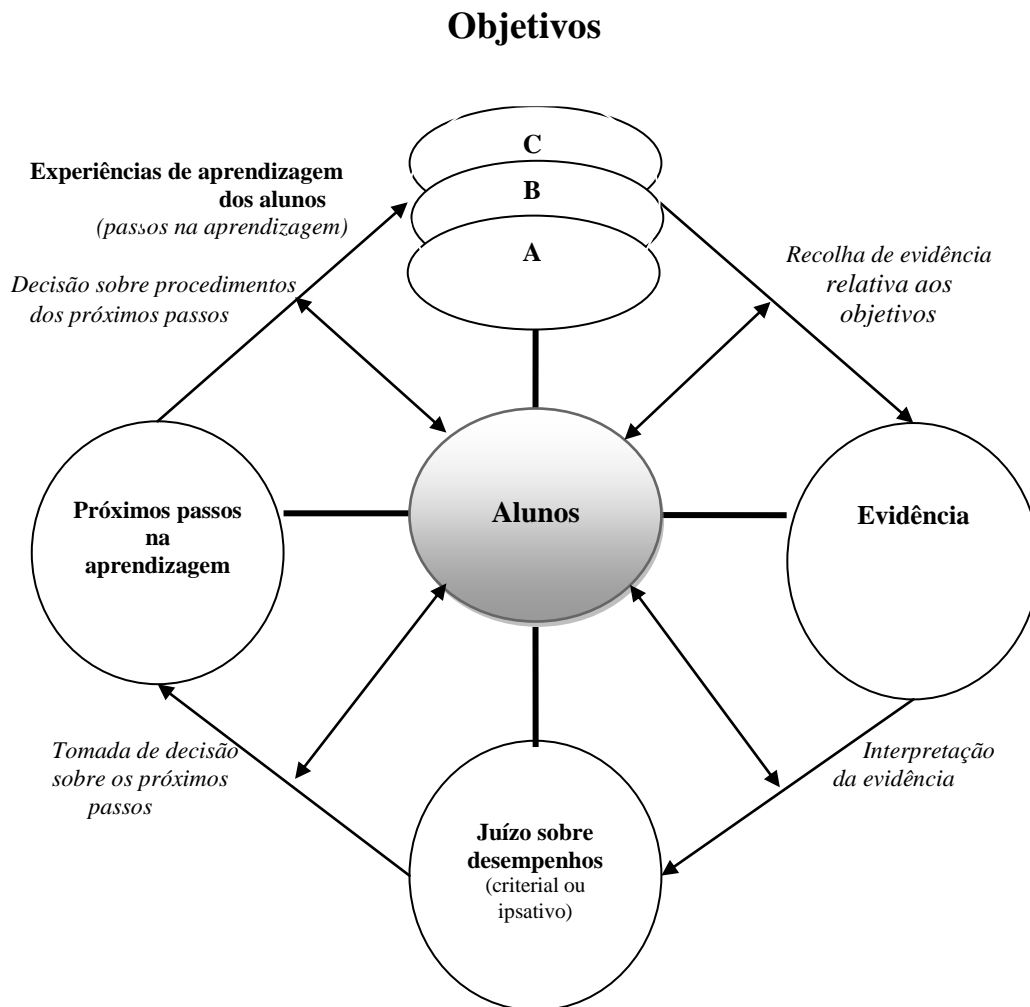 Objetivos
C
B
A
Experiências de aprendizagem
dos alunos
(passos na aprendizagem)
Decisão sobre procedimentos
dos próximos passos
Recolha de evidência
relativa aos
objetivos
Próximos passos
na
aprendizagem
Alunos
Evidência
Tomada de decisão
sobre os próximos
passos
Interpretação
da evidência
Juízo sobre
desempenhos
(criterial ou
ipsativo)